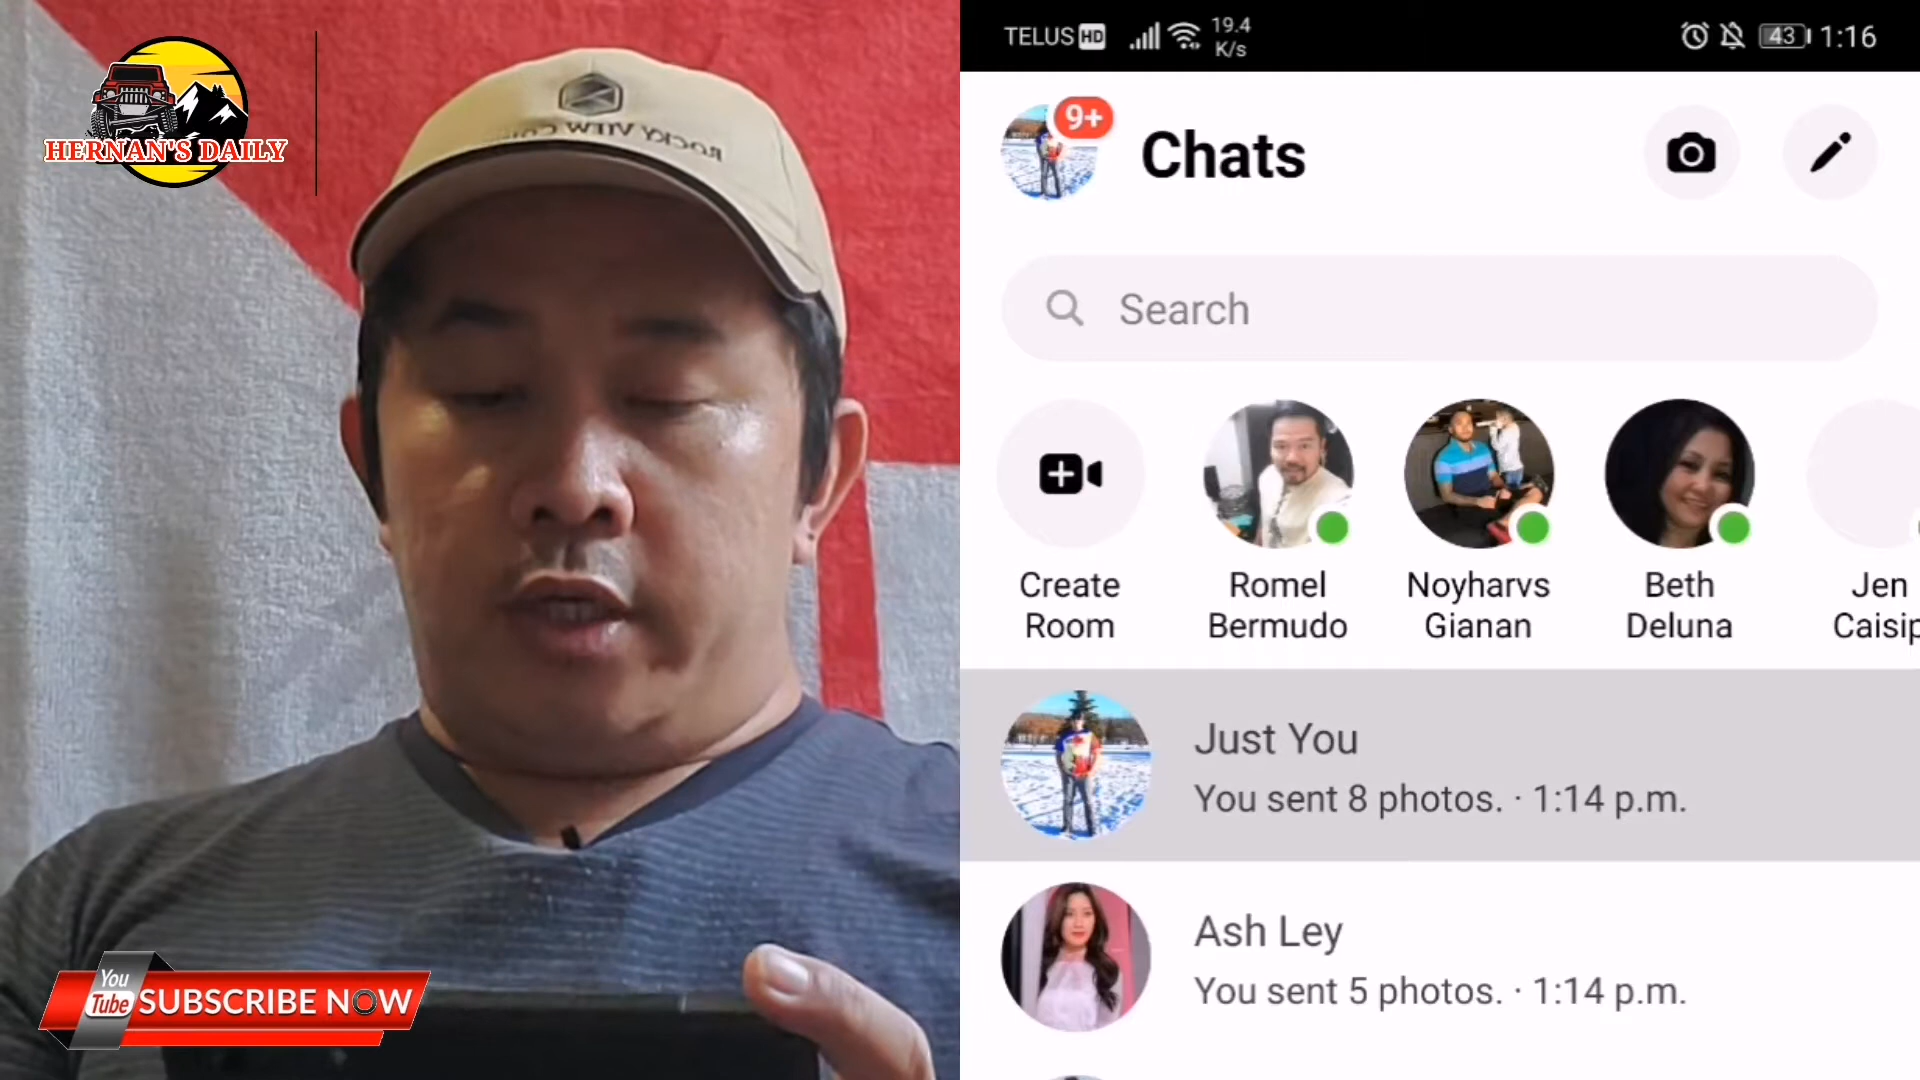 HERNAN'S DAILY
ROCKY VIEW
You
Tube
SUBSCRIBE NOW
TELUS HD
19.4
K/s
43
1:16
9+
Chats
Search
Create
Room
Romel
Bermudo
Noyharvs
Gianan
Beth
Deluna
Jen
Just You
You sent 8 photos. · 1:14 p.m.
Ash Ley
You sent 5 photos. · 1:14 p.m.